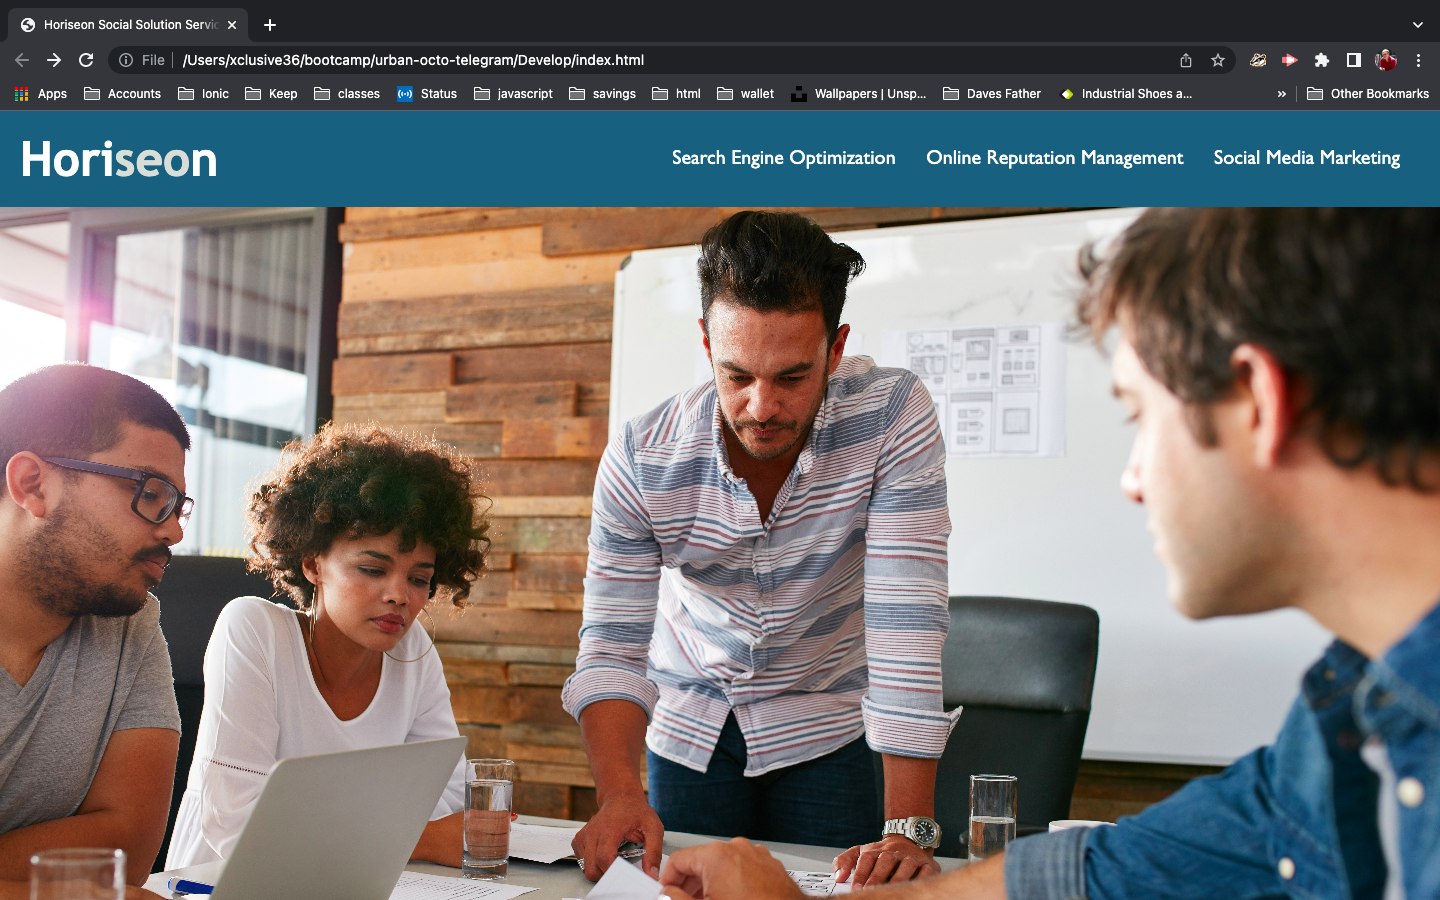 Horiseon Social Solution Servic
File /Users/xclusive36/bootcamp/urban-octo-telegram/Develop/index.html
Apps Accounts Ionic Keep classes Status javascript savings html wallet Wallpapers | Unsp... Daves Father Industrial Shoes a... » Other Bookmarks
Horiseon Search Engine Optimization Online Reputation Management Social Media Marketing